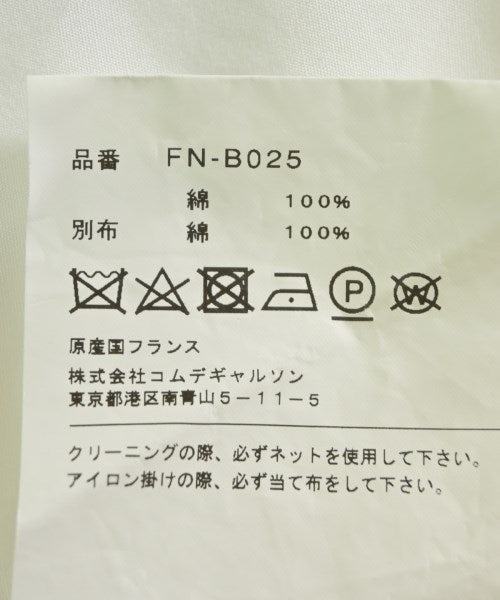 品番 FN-B025
綿 100%
別布 綿 100%
P W
原産国フランス
株式会社コムデギャルソン
東京都港区南青山5-11-5
クリーニングの際、必ずネットを使用して下さい。
アイロン掛けの際、必ず当て布をして下さい。